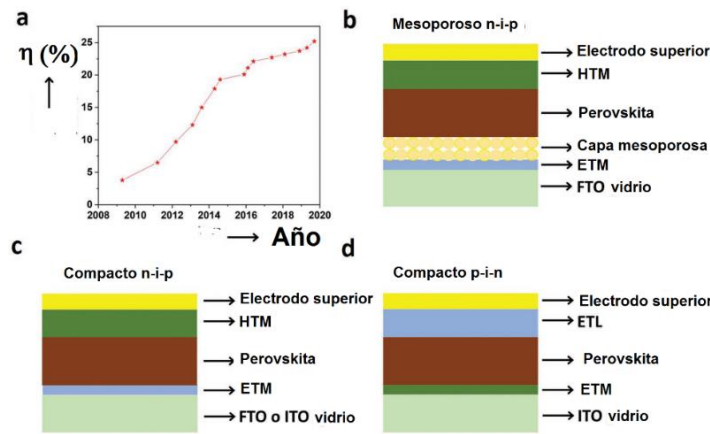 a
η (%)
25
20
15
10
5
0
2008 2010 2012 2014 2016 2018 2020
Año
b
Mesoporoso n-i-p
Electrodo superior
HTM
Perovskita
Capa mesoporosa
ETM
FTO vidrio
c
Compacto n-i-p
Electrodo superior
HTM
Perovskita
ETM
FTO o ITO vidrio
d
Compacto p-i-n
Electrodo superior
ETL
Perovskita
ETM
ITO vidrio